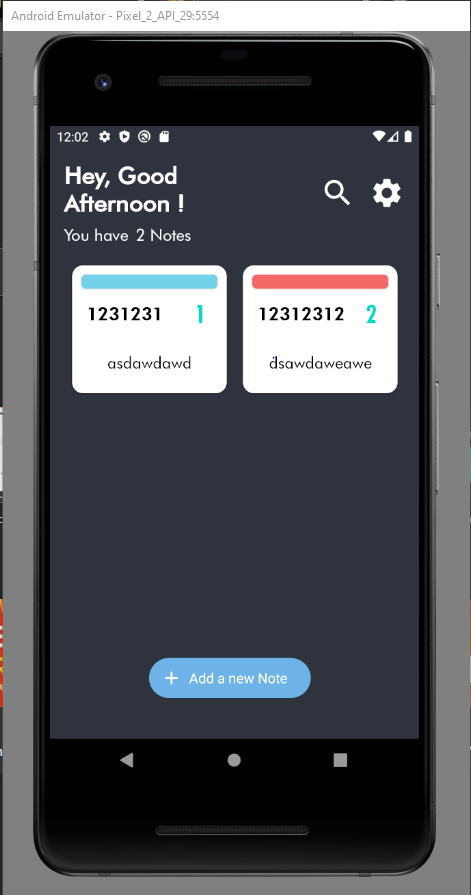 Android Emulator - Pixel_2_API_29:5554
12:02
Hey, Good
Afternoon !
You have 2 Notes
1231231 1
asdawdawd
12312312 2
dsawdaweawe
+ Add a new Note